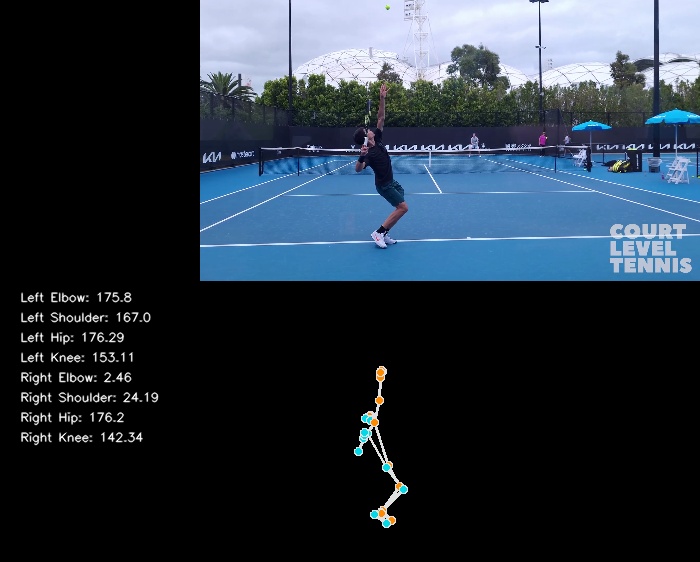 COURT
LEVEL
TENNIS
Left Elbow: 175.8
Left Shoulder: 167.0
Left Hip: 176.29
Left Knee: 153.11
Right Elbow: 2.46
Right Shoulder: 24.19
Right Hip: 176.2
Right Knee: 142.34